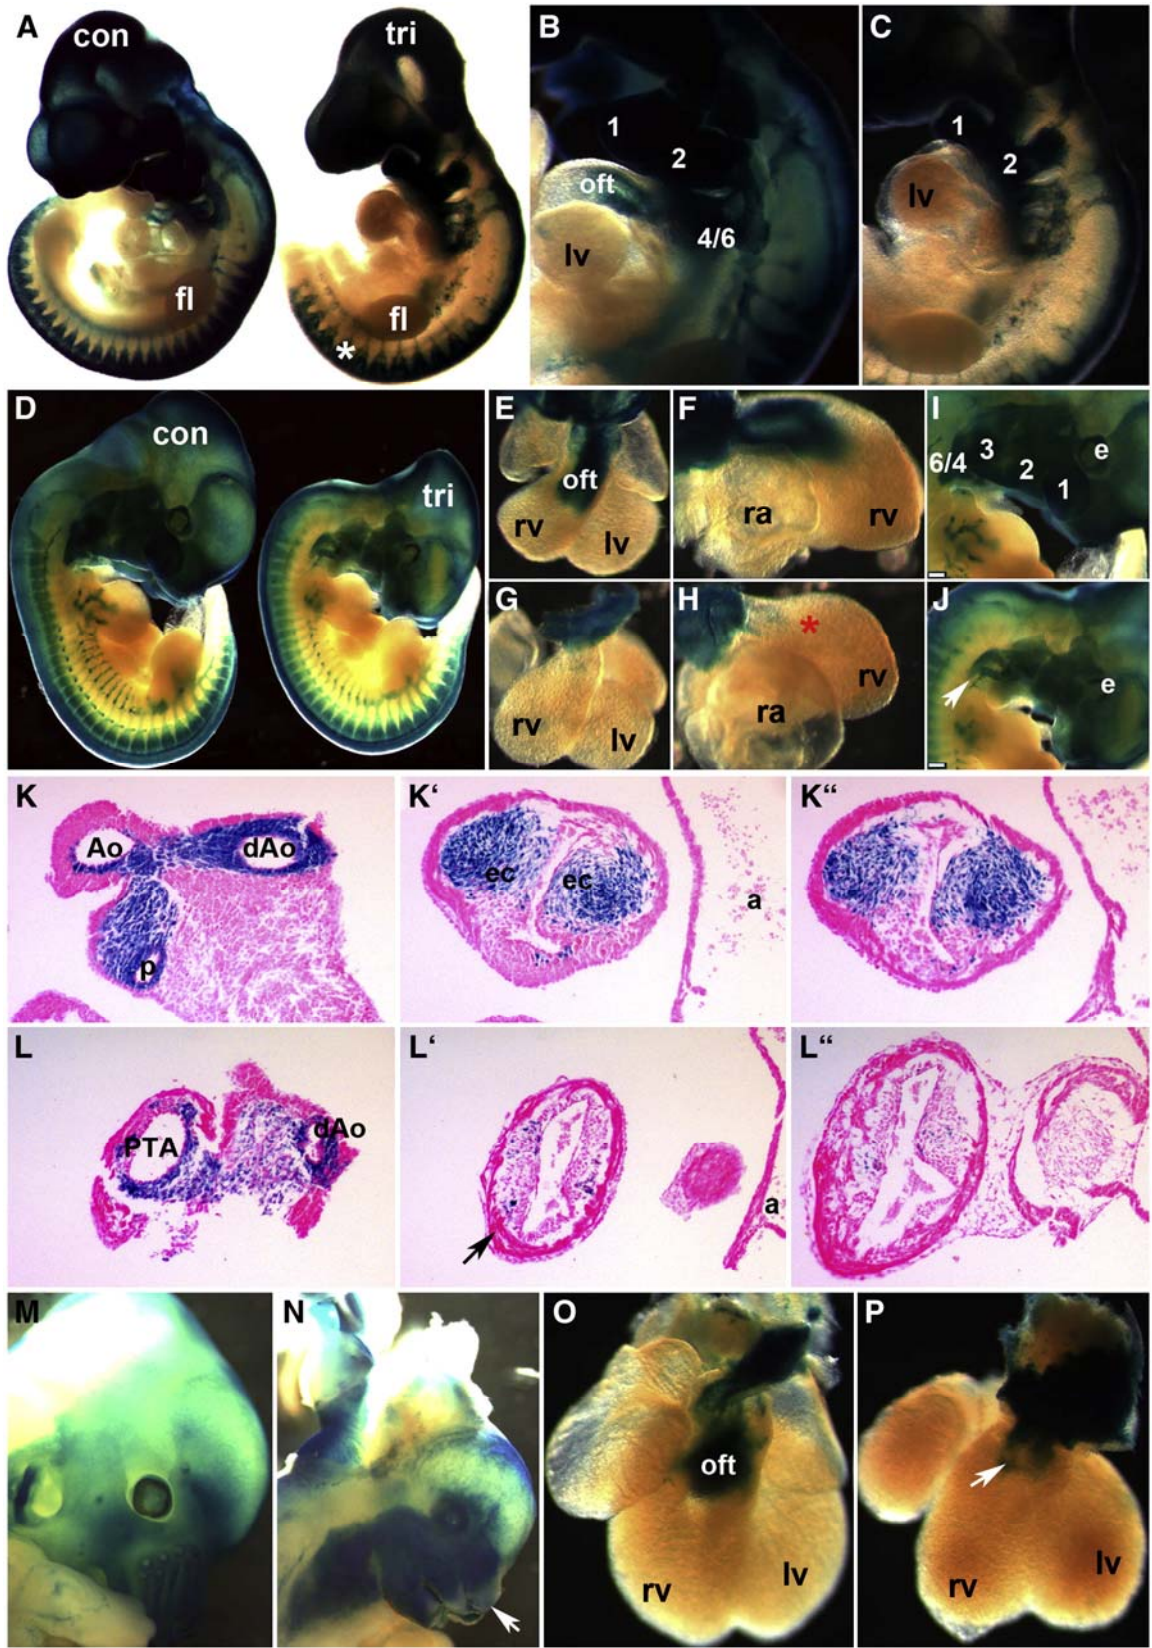 A con tri fl fl *
B 1 2 oft 4/6 lv
C 1 2 lv
D con tri
E oft rv lv
F ra rv
I 3 6/4 2 1 e
G rv lv
H * rv ra
J e
K Ao dAo p
K' ec ec a
K"
L PTA dAo
L' a
L"
M
N
O oft rv lv
P rv lv